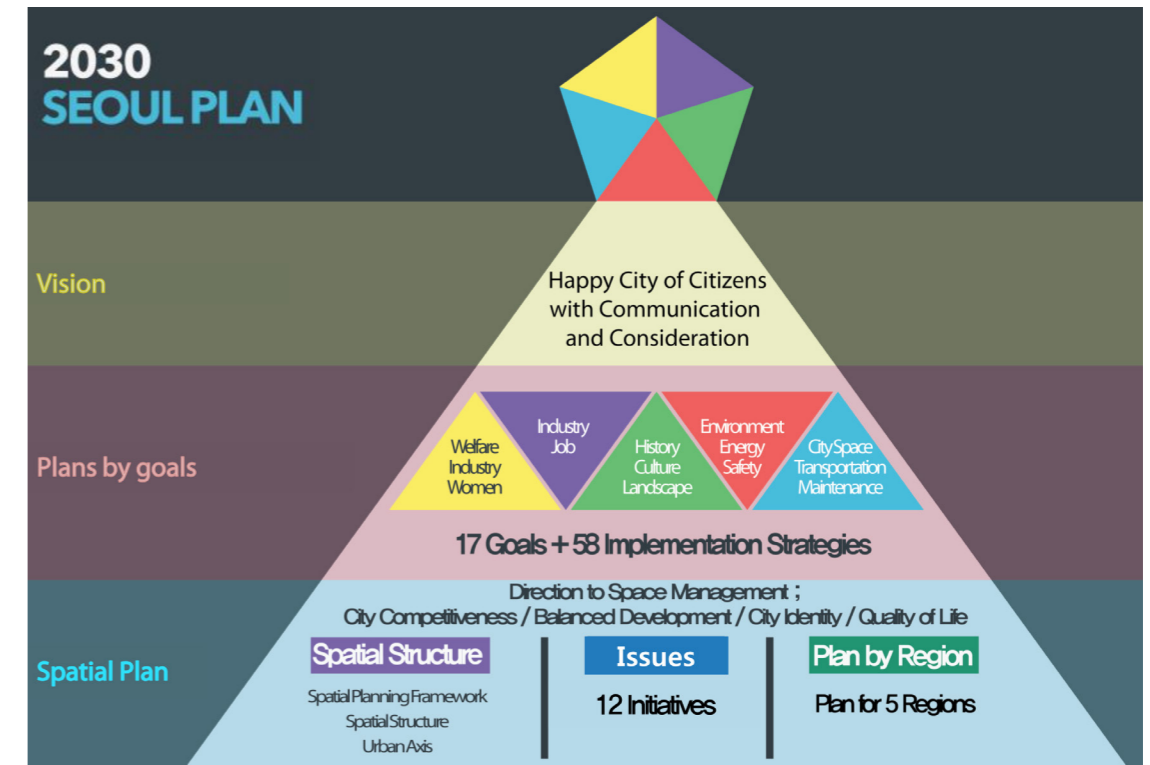 2030
SEOUL PLAN
Vision
Happy City of Citizens
with Communication
and Consideration
Plans by goals
Welfare
Industry
Women
Industry
Job
History
Culture
Landscape
Environment
Energy
Safety
City Space
Transportation
Maintenance
17 Goals + 58 Implementation Strategies
Spatial Plan
Direction to Space Management ;
City Competitiveness / Balanced Development / City Identity / Quality of Life
Spatial Structure
Spatial Planning Framework
Spatial Structure
Urban Axis
Issues
12 Initiatives
Plan by Region
Plan for 5 Regions